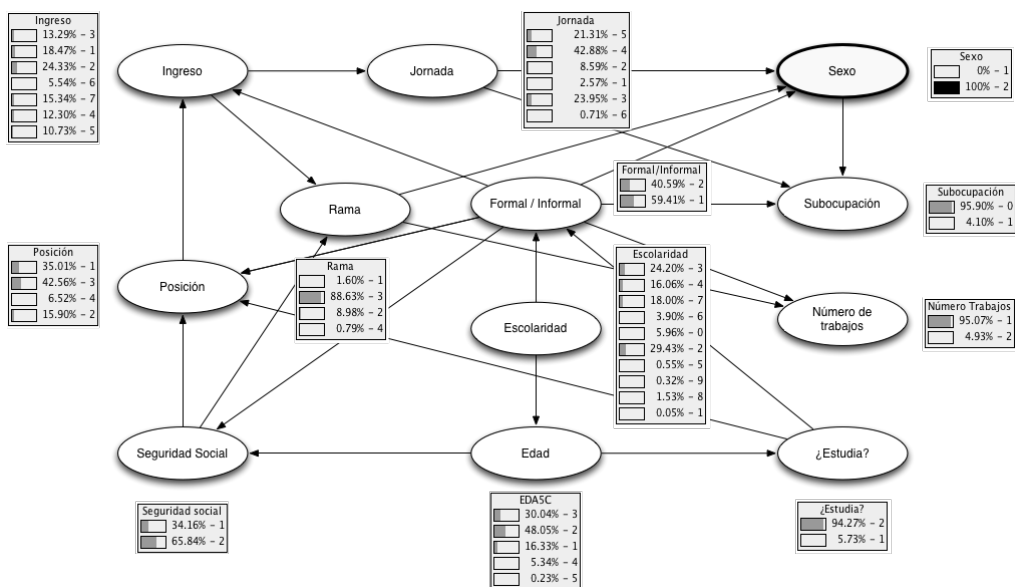 Ingreso
13.29% - 3
18.47% - 1
24.33% - 2
5.54% - 6
15.34% - 7
12.30% - 4
10.73% - 5
Ingreso
Jornada
Jornada
21.31% - 5
42.88% - 4
8.59% - 2
2.57% - 1
23.95% - 3
0.71% - 6
Sexo
Sexo
0% - 1
100% - 2
Rama
Formal / Informal
Formal/Informal
40.59% - 2
59.41% - 1
Subocupación
Subocupación
95.90% - 0
4.10% - 1
Posición
35.01% - 1
42.56% - 3
6.52% - 4
15.90% - 2
Posición
Rama
1.60% - 1
88.63% - 3
8.98% - 2
0.79% - 4
Escolaridad
Escolaridad
24.20% - 3
16.06% - 4
18.00% - 7
3.90% - 6
5.96% - 0
29.43% - 2
0.55% - 5
0.32% - 9
1.53% - 8
0.05% - 1
Número de
trabajos
Número Trabajos
95.07% - 1
4.93% - 2
Seguridad Social
Edad
¿Estudia?
Seguridad social
34.16% - 1
65.84% - 2
EDA5C
30.04% - 3
48.05% - 2
16.33% - 1
5.34% - 4
0.23% - 5
¿Estudia?
94.27% - 2
5.73% - 1